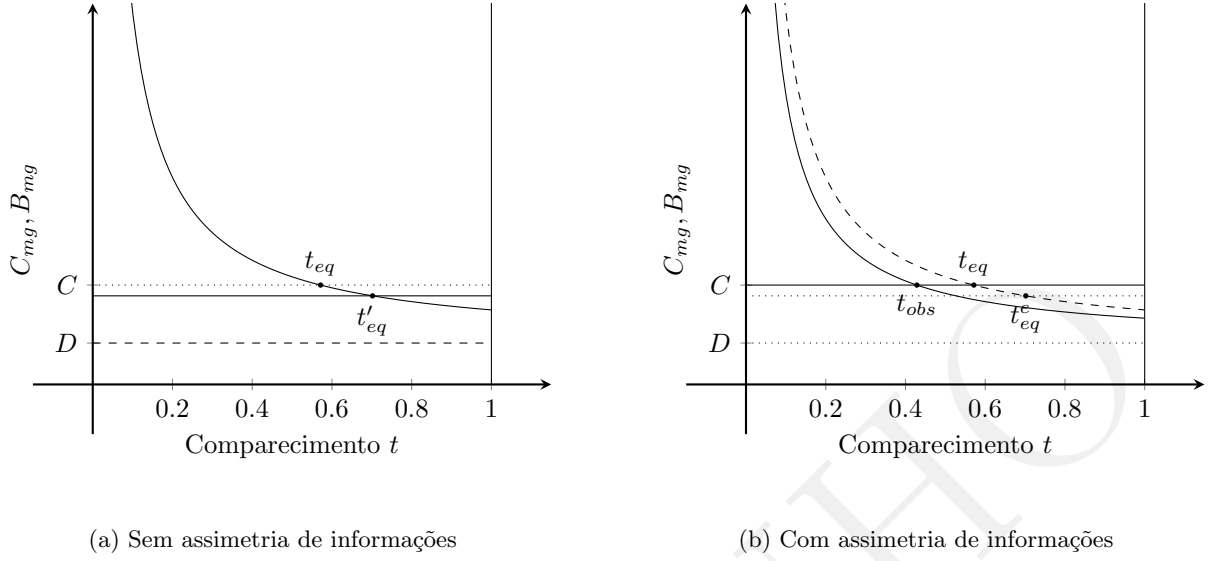 C_{mg}, B_{mg}
t_{eq}
C
t'_{eq}
D
0.2 0.4 0.6 0.8 1
Comparecimento t
(a) Sem assimetria de informações
C_{mg}, B_{mg}
t_{eq}
C
t_{obs} t^{e}_{eq}
D
0.2 0.4 0.6 0.8 1
Comparecimento t
(b) Com assimetria de informações